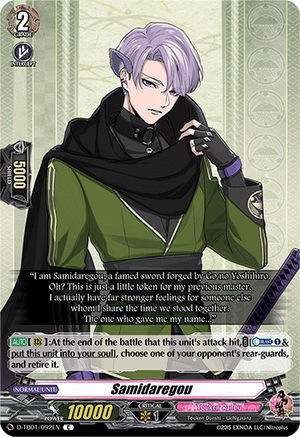 2
GRADE
INTERCEPT
5000
SHIELD
"I am Samidaregou, a famed sword forged by Go no Yoshihiro.
Oh? This is just a little token for my previous master.
I actually have far stronger feelings for someone else
whom I share the time we stood together.
The one who gave me my name..."
AUTO : At the end of the battle that this unit's attack hit, 1 &
put this unit into your soul], choose one of your opponent's rear-guards,
and retire it.
NORMAL UNIT
Samidaregou
Touken Ranbu
POWER 10000 CRITICAL 1
Touken Danshi - Uchigatana
D-TB01/092EN C ©2015 EXNOA LLC/Nitroplus